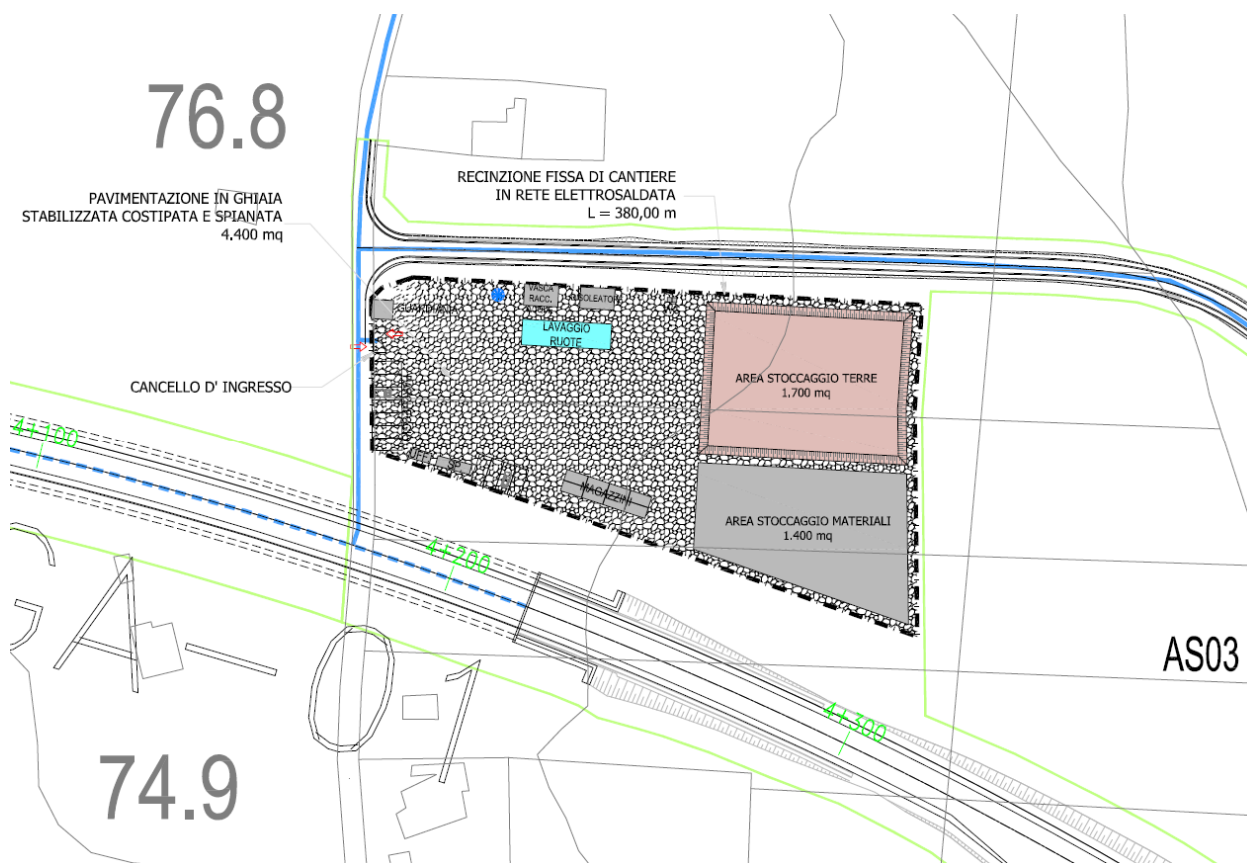 76.8
PAVIMENTAZIONE IN GHIAIA
STABILIZZATA COSTIPATA E SPIANATA
4.400 mq
RECINZIONE FISSA DI CANTIERE
IN RETE ELETTROSALDATA
L = 380,00 m
VASCA
RACC.
GUARDIANIA
LAVAGGIO
RUOTE
CANCELLO D' INGRESSO
AREA STOCCAGGIO TERRE
1.700 mq
4+100
MAGAZZINI
AREA STOCCAGGIO MATERIALI
1.400 mq
4+200
AS03
4+300
74.9